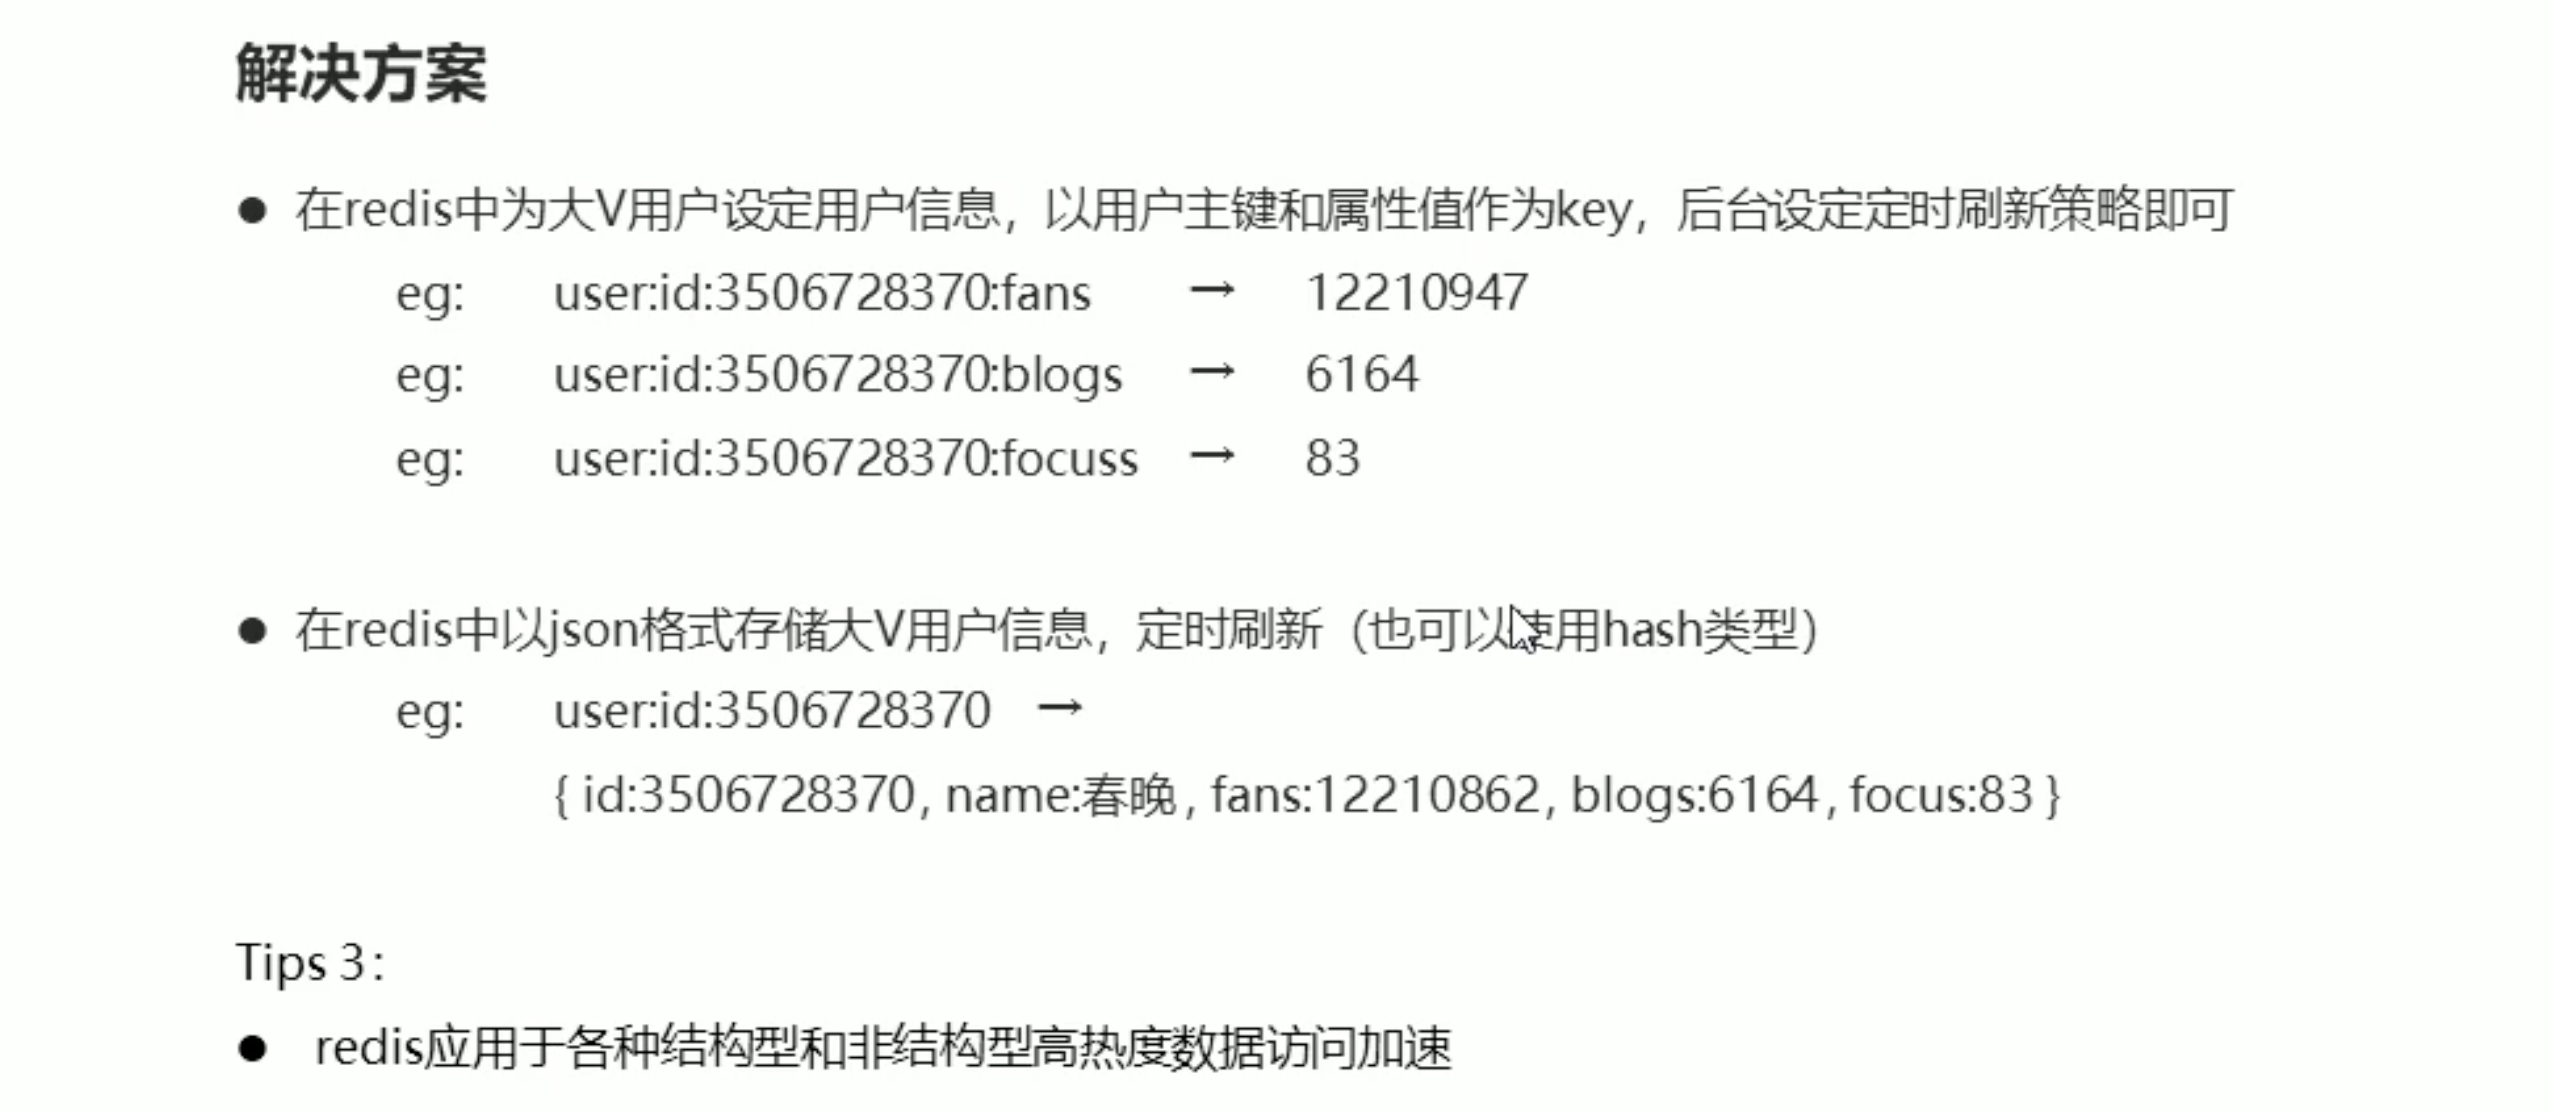 解决方案
● 在redis中为大V用户设定用户信息，以用户主键和属性值作为key，后台设定定时刷新策略即可
eg: user:id:3506728370:fans → 12210947
eg: user:id:3506728370:blogs → 6164
eg: user:id:3506728370:focuss → 83
● 在redis中以json格式存储大V用户信息，定时刷新（也可以使用hash类型）
eg: user:id:3506728370 →
{ id:3506728370, name:春晚, fans:12210862, blogs:6164, focus:83 }
Tips 3：
● redis应用于各种结构型和非结构型高热度数据访问加速